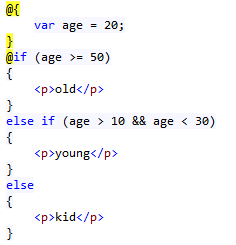 @{
    var age = 20;
}
@if (age >= 50)
{
    <p>old</p>
}
else if (age > 10 && age < 30)
{
    <p>young</p>
}
else
{
    <p>kid</p>
}